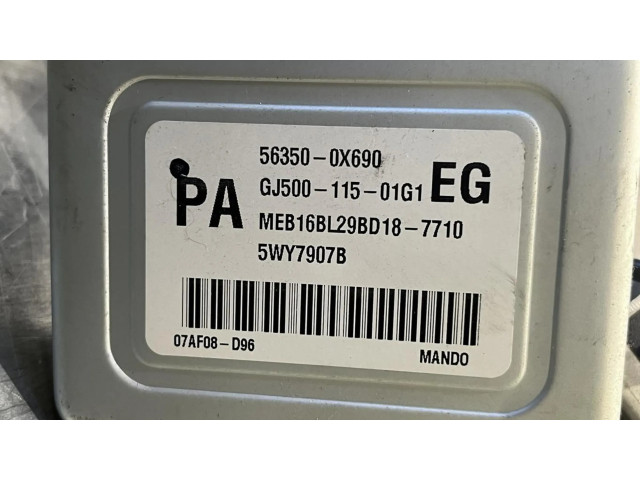 PA
56350-0X690
GJ500-115-01G1
EG
MEB16BL29BD18-7710
5WY7907B
07AF08-D96
MANDO